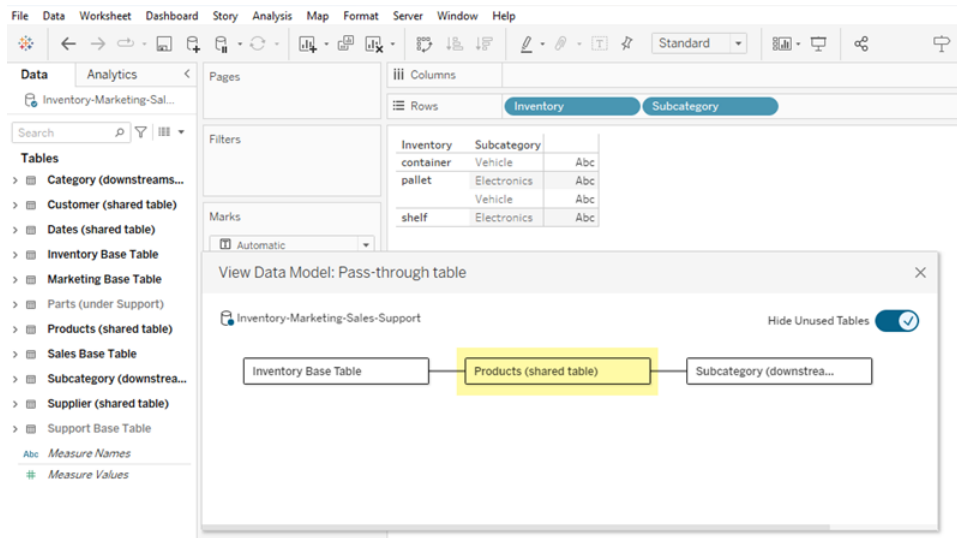 File Data Worksheet Dashboard Story Analysis Map Format Server Window Help
Standard
Data Analytics
Inventory-Marketing-Sal...
Search
Tables
Category (downstreams...
Customer (shared table)
Dates (shared table)
Inventory Base Table
Marketing Base Table
Parts (under Support)
Products (shared table)
Sales Base Table
Subcategory (downstrea...
Supplier (shared table)
Support Base Table
Abc Measure Names
# Measure Values
Pages
Filters
Marks
T Automatic
Columns
Rows Inventory Subcategory
Inventory Subcategory
container Vehicle Abc
pallet Electronics Abc
Vehicle Abc
shelf Electronics Abc
View Data Model: Pass-through table
Inventory-Marketing-Sales-Support
Hide Unused Tables
Inventory Base Table
Products (shared table)
Subcategory (downstrea...